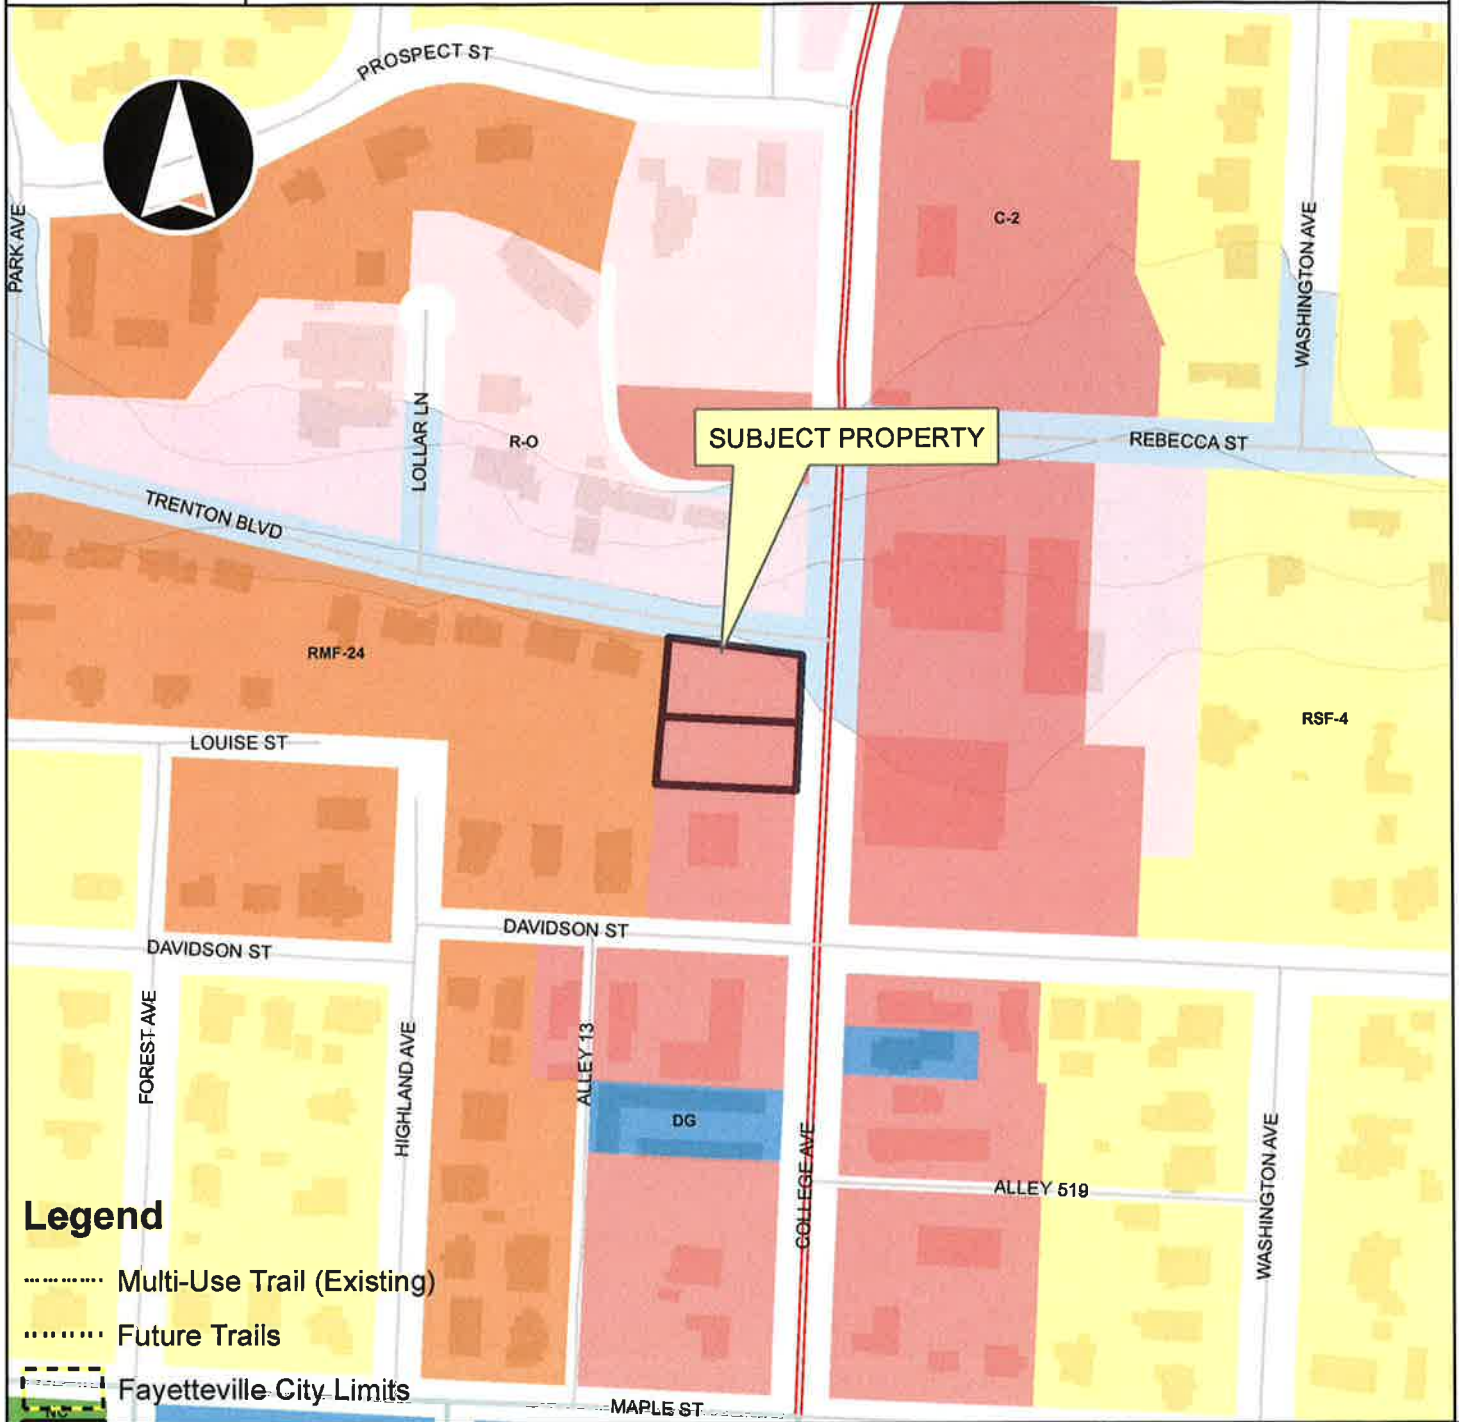 PROSPECT ST
C-2
PARK AVE
WASHINGTON AVE
LOLLAR LN
R-O
SUBJECT PROPERTY
REBECCA ST
TRENTON BLVD
RMF-24
RSF-4
LOUISE ST
DAVIDSON ST
DAVIDSON ST
FOREST AVE
HIGHLAND AVE
ALLEY 13
DG
COLLEGE AVE
ALLEY 519
WASHINGTON AVE
Legend
Multi-Use Trail (Existing)
Future Trails
Fayetteville City Limits
NC
MAPLE ST